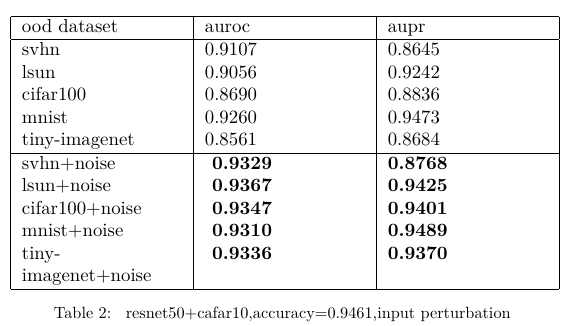 ood dataset auroc aupr
svhn 0.9107 0.8645
lsun 0.9056 0.9242
cifar100 0.8690 0.8836
mnist 0.9260 0.9473
tiny-imagenet 0.8561 0.8684
svhn+noise 0.9329 0.8768
lsun+noise 0.9367 0.9425
cifar100+noise 0.9347 0.9401
mnist+noise 0.9310 0.9489
tiny- 0.9336 0.9370
imagenet+noise
Table 2: resnet50+cafar10,accuracy=0.9461,input perturbation